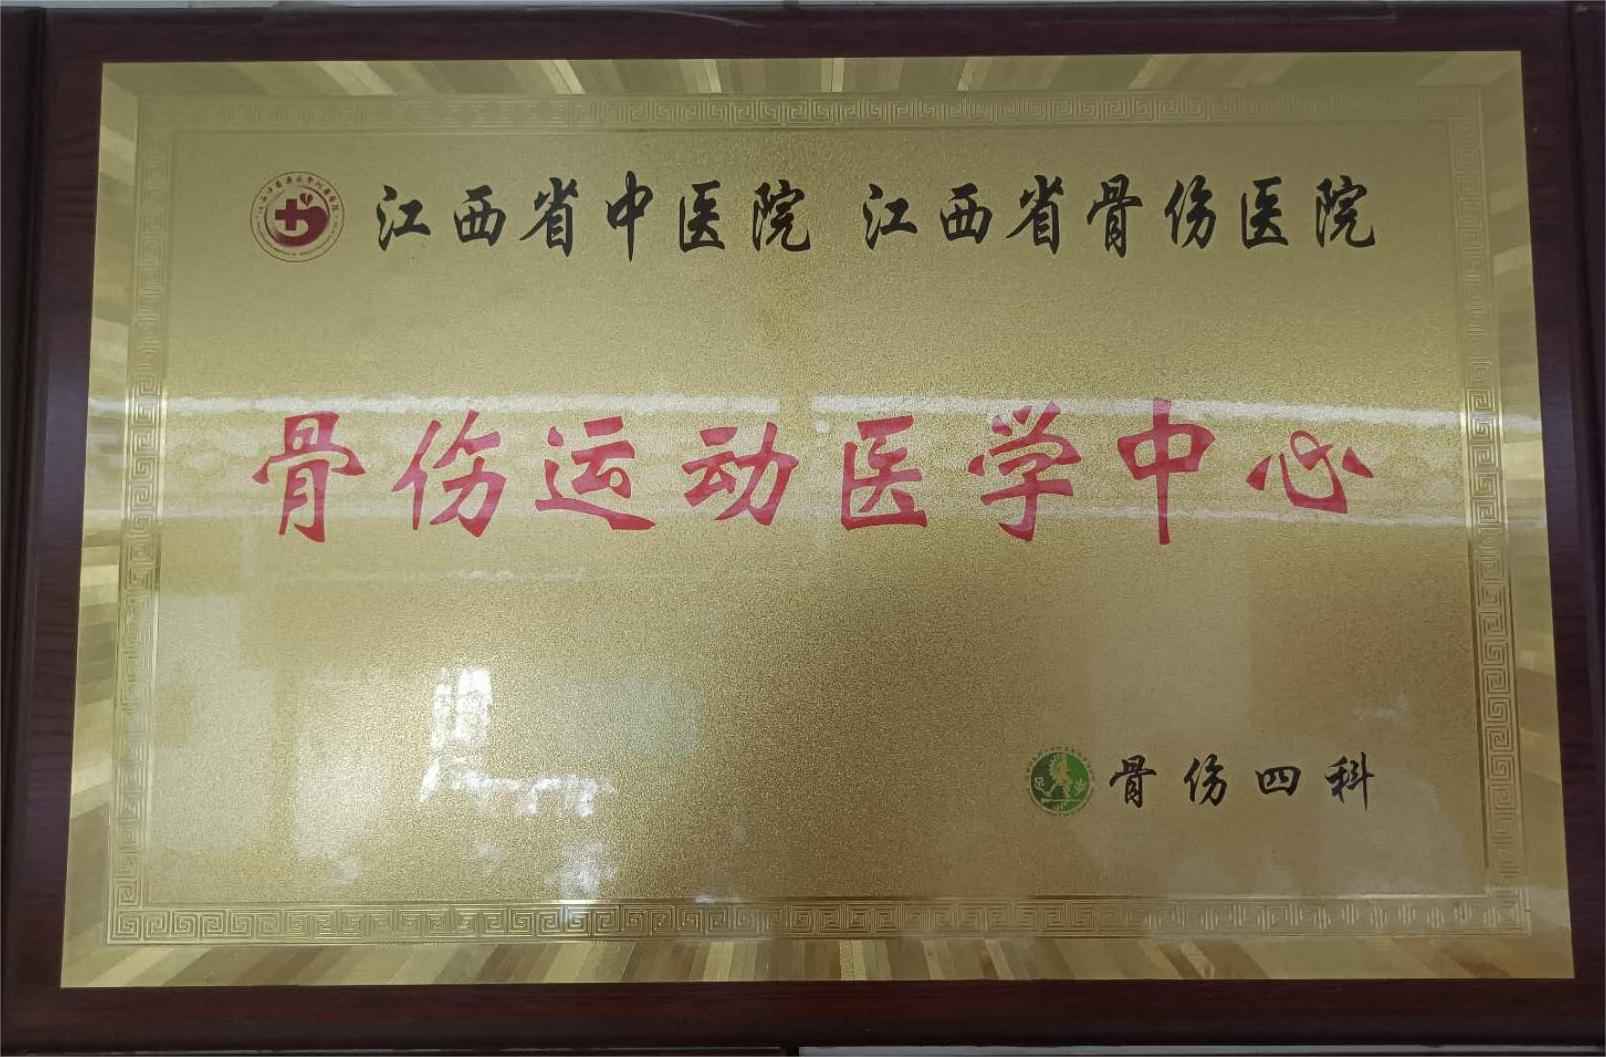 江西省中医院 江西省骨伤医院
骨伤运动医学中心
骨伤四科